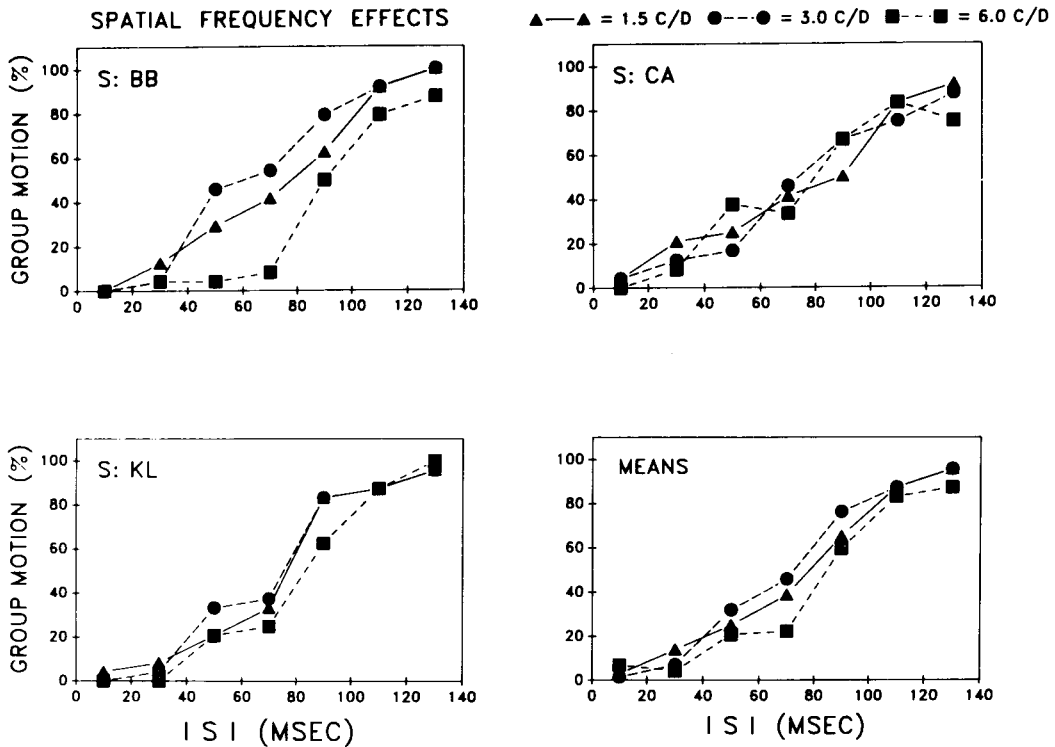 SPATIAL FREQUENCY EFFECTS
= 1.5 C/D = 3.0 C/D = 6.0 C/D
GROUP MOTION (%)
S: BB
100
80
60
40
20
0
0 20 40 60 80 100 120 140
S: CA
100
80
60
40
20
0
0 20 40 60 80 100 120 140
GROUP MOTION (%)
S: KL
100
80
60
40
20
0
0 20 40 60 80 100 120 140
ISI (MSEC)
MEANS
100
80
60
40
20
0
0 20 40 60 80 100 120 140
ISI (MSEC)